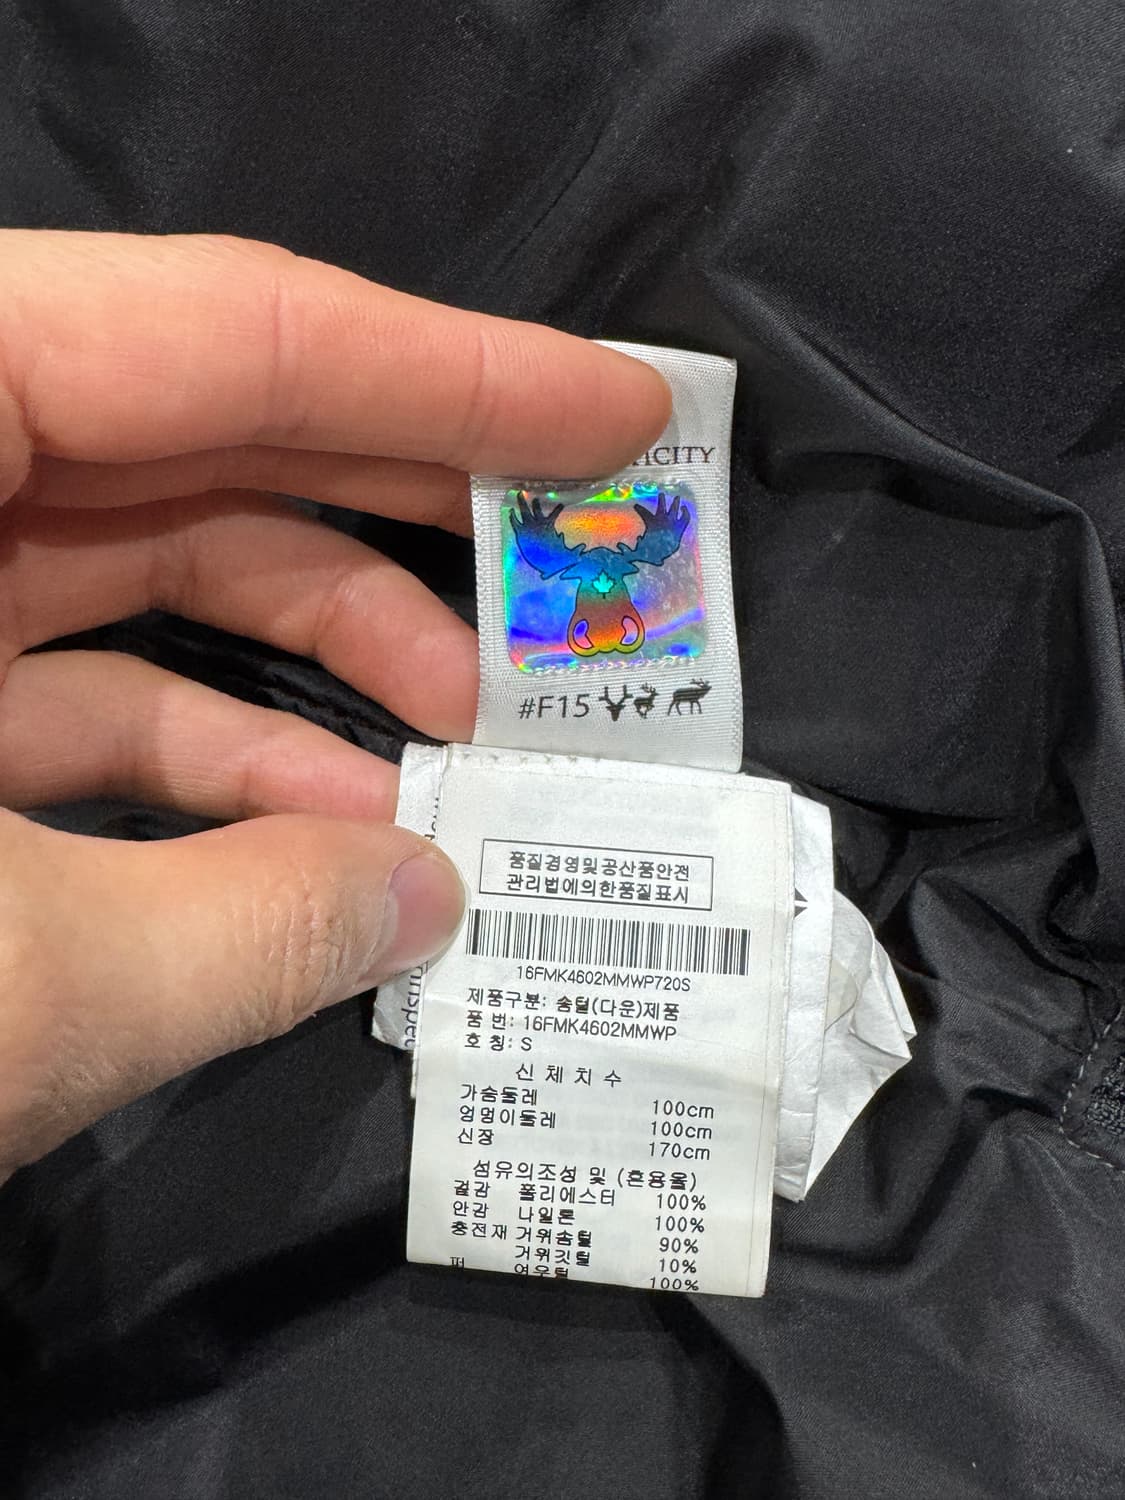 #F15
품질경영및공산품안전
관리법에의한품질표시
16FMK4602MMWP720S
제품구분: 솜털(다운)제품
품 번: 16FMK4602MMWP
호 칭: S
신 체 치 수
가슴둘레 100cm
엉덩이둘레 100cm
신장 170cm
섬유의조성 및 (혼용율)
겉감 폴리에스터 100%
안감 나일론 100%
충전재 거위솜털 90%
거위깃털 10%
퍼 여우털 100%